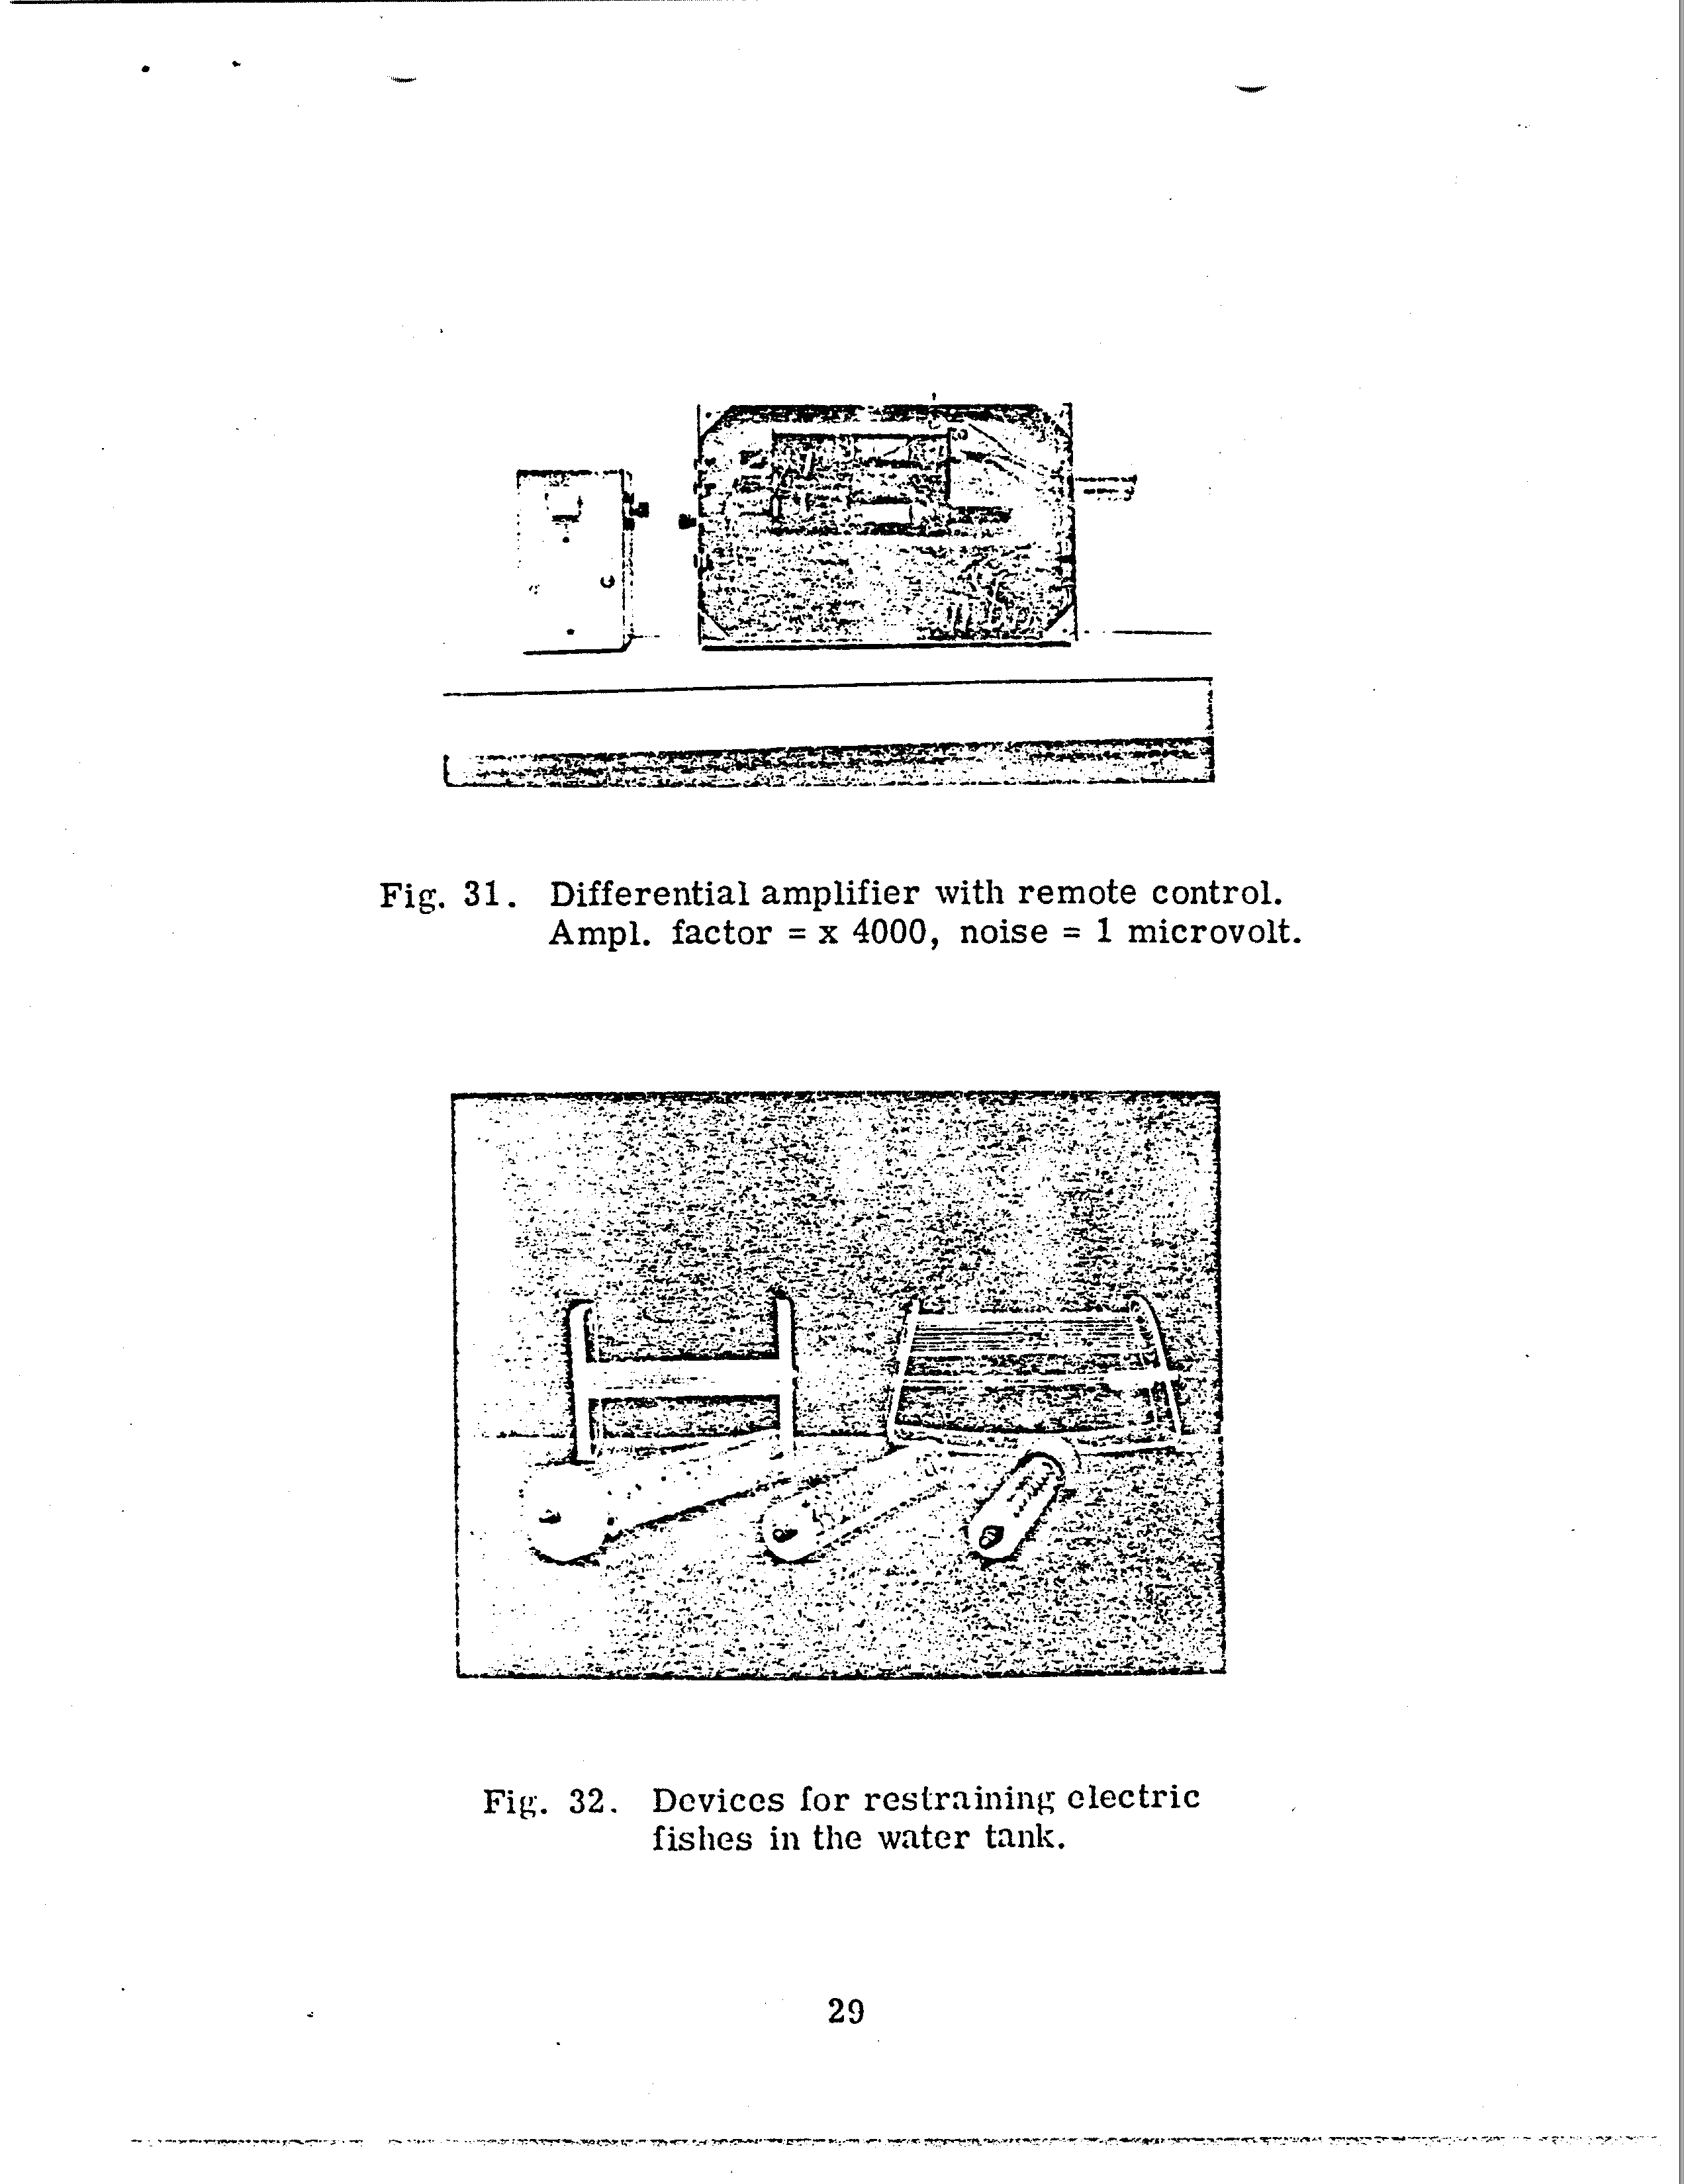 Fig. 31. Differential amplifier with remote control.
Ampl. factor = x 4000, noise = 1 microvolt.
Fig. 32. Devices for restraining electric
fishes in the water tank.
29